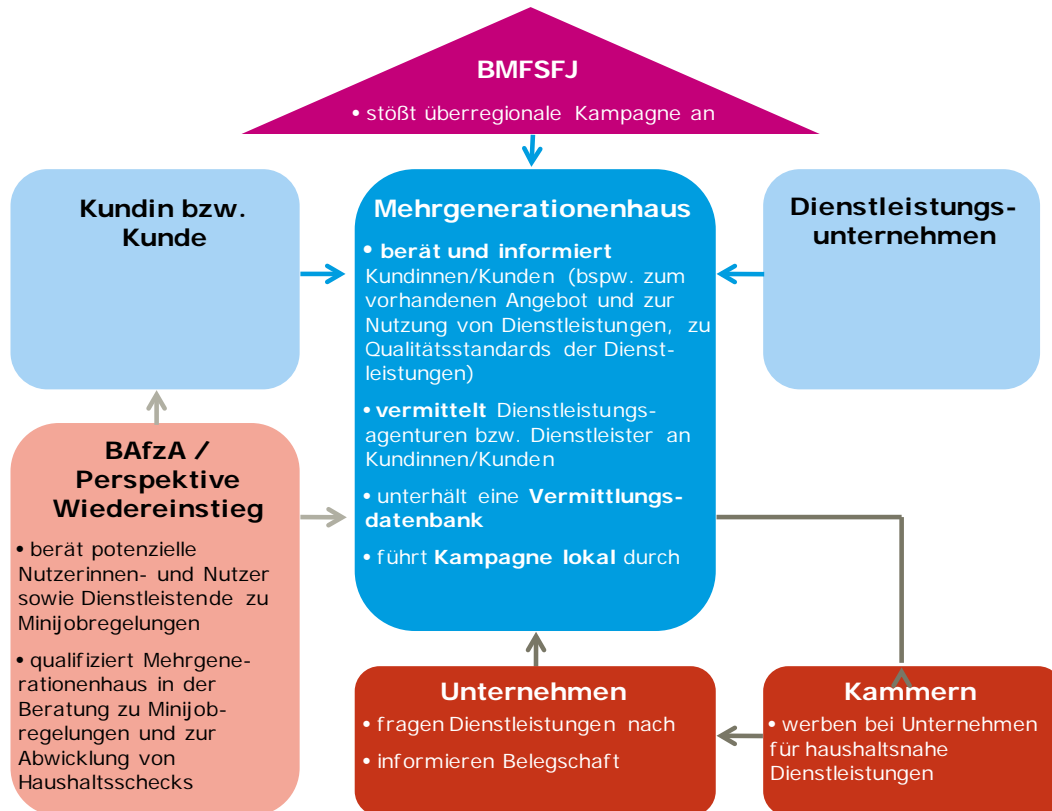 BMFSFJ
• stößt überregionale Kampagne an
Kundin bzw.
Kunde
Mehrgenerationenhaus
• berät und informiert
Kundinnen/Kunden (bspw. zum
vorhandenen Angebot und zur
Nutzung von Dienstleistungen, zu
Qualitätsstandards der Dienst-
leistungen)
• vermittelt Dienstleistungs-
agenturen bzw. Dienstleister an
Kundinnen/Kunden
• unterhält eine Vermittlungs-
datenbank
• führt Kampagne lokal durch
Dienstleistungs-
unternehmen
BAfzA /
Perspektive
Wiedereinstieg
• berät potenzielle
Nutzerinnen- und Nutzer
sowie Dienstleistende zu
Minijobregelungen
• qualifiziert Mehrgene-
rationenhaus in der
Beratung zu Minijob-
regelungen und zur
Abwicklung von
Haushaltsschecks
Unternehmen
• fragen Dienstleistungen nach
• informieren Belegschaft
Kammern
• werben bei Unternehmen
für haushaltsnahe
Dienstleistungen